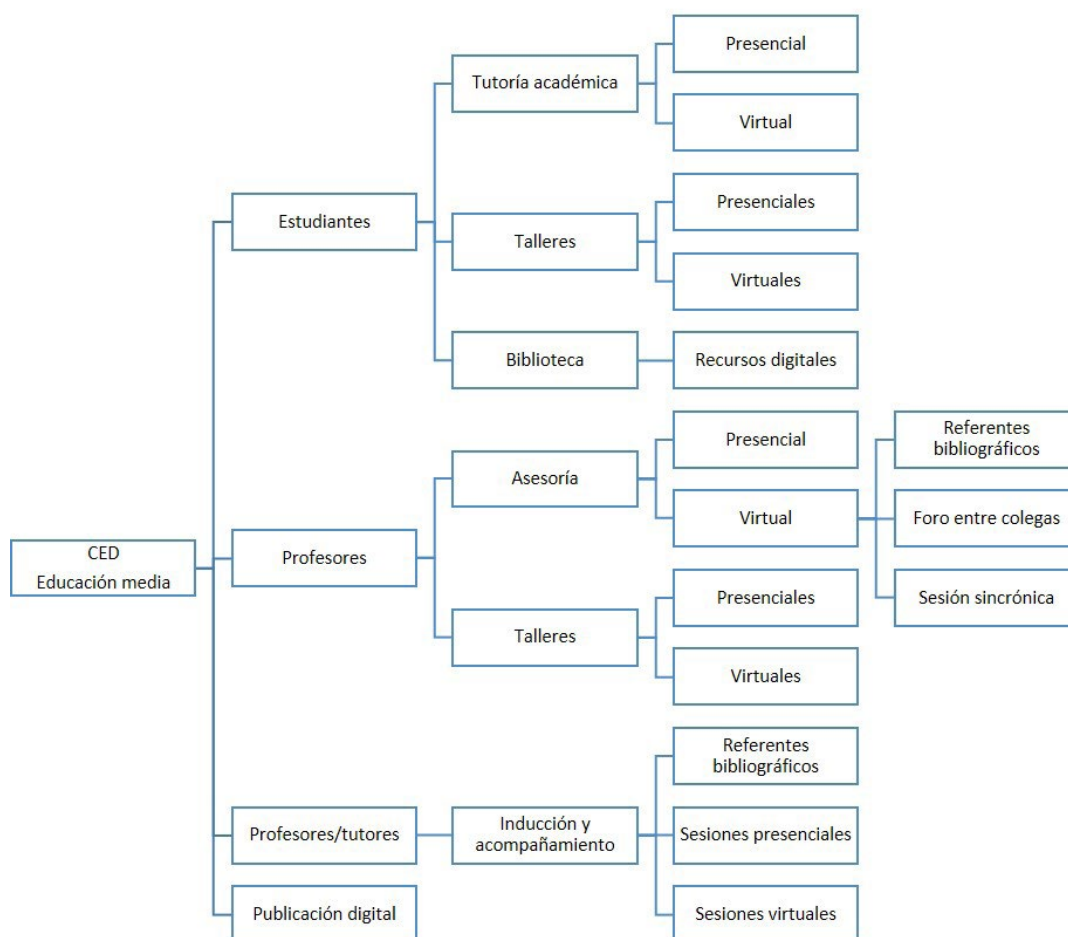 Presencial
Tutoría académica
Virtual
Presenciales
Estudiantes
Talleres
Virtuales
Biblioteca
Recursos digitales
CED
Educación media
Profesores
Asesoría
Presencial
Virtual
Referentes
bibliográficos
Foro entre colegas
Sesión sincrónica
Talleres
Presenciales
Virtuales
Profesores/tutores
Inducción y
acompañamiento
Referentes
bibliográficos
Sesiones presenciales
Sesiones virtuales
Publicación digital